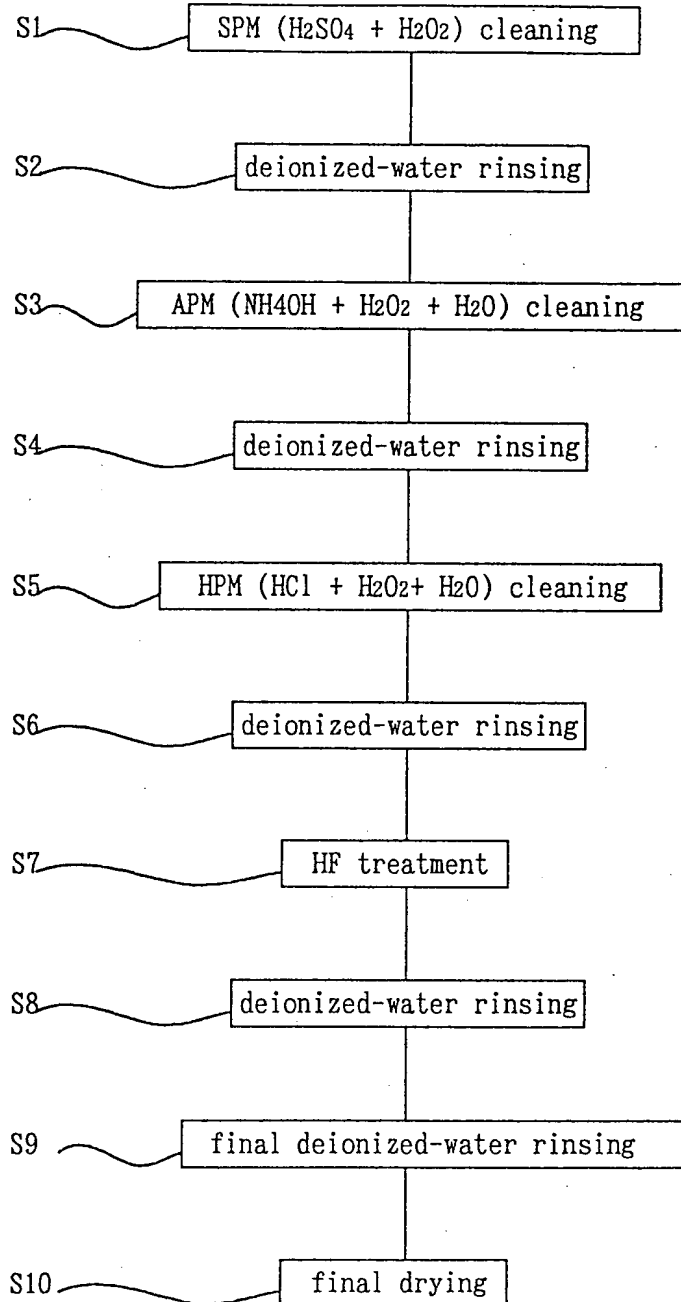 S1 SPM (H2SO4 + H2O2) cleaning
S2 deionized-water rinsing
S3 APM (NH4OH + H2O2 + H2O) cleaning
S4 deionized-water rinsing
S5 HPM (HCl + H2O2+ H2O) cleaning
S6 deionized-water rinsing
S7 HF treatment
S8 deionized-water rinsing
S9 final deionized-water rinsing
S10 final drying